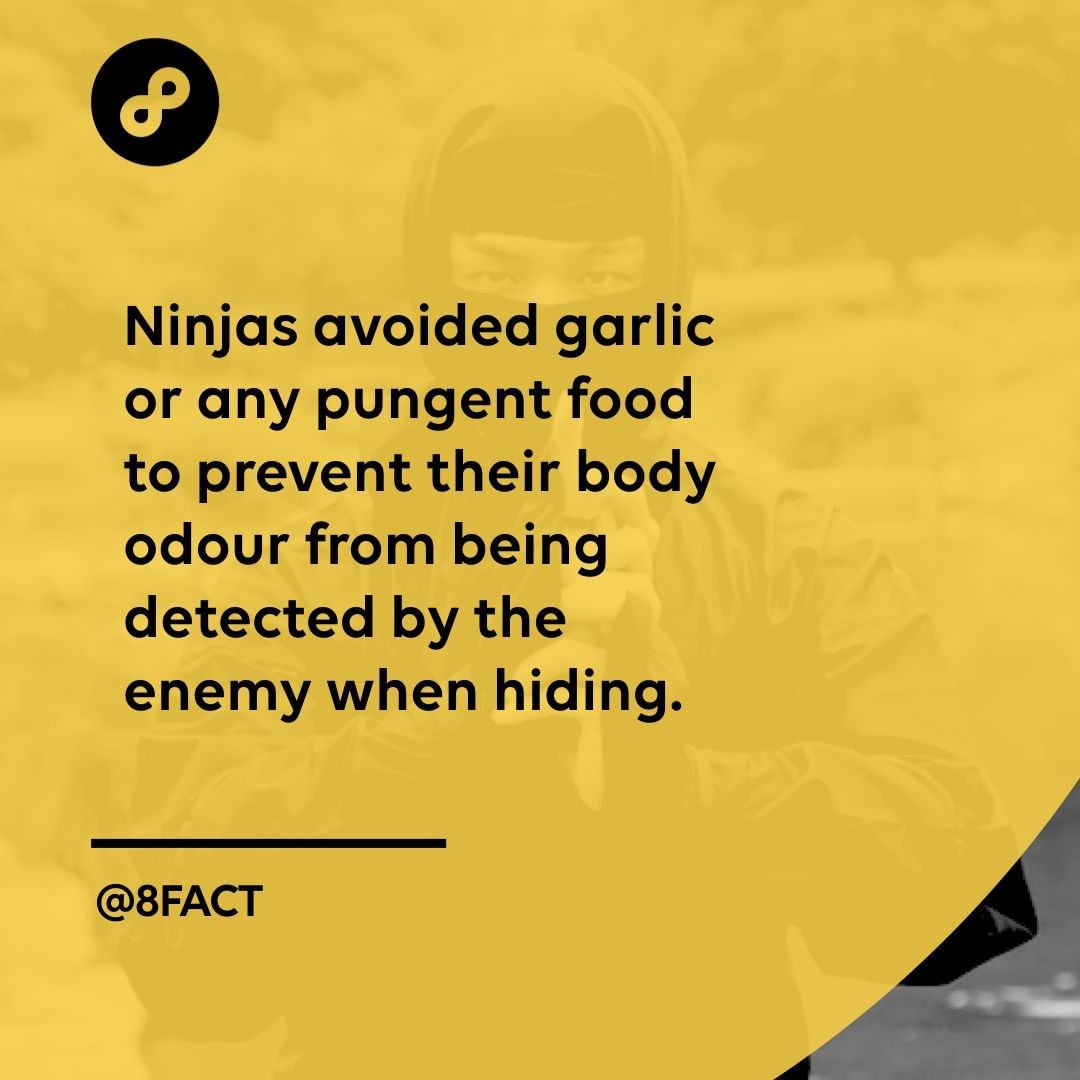 Ninjas avoided garlic
or any pungent food
to prevent their body
odour from being
detected by the
enemy when hiding.
@8FACT